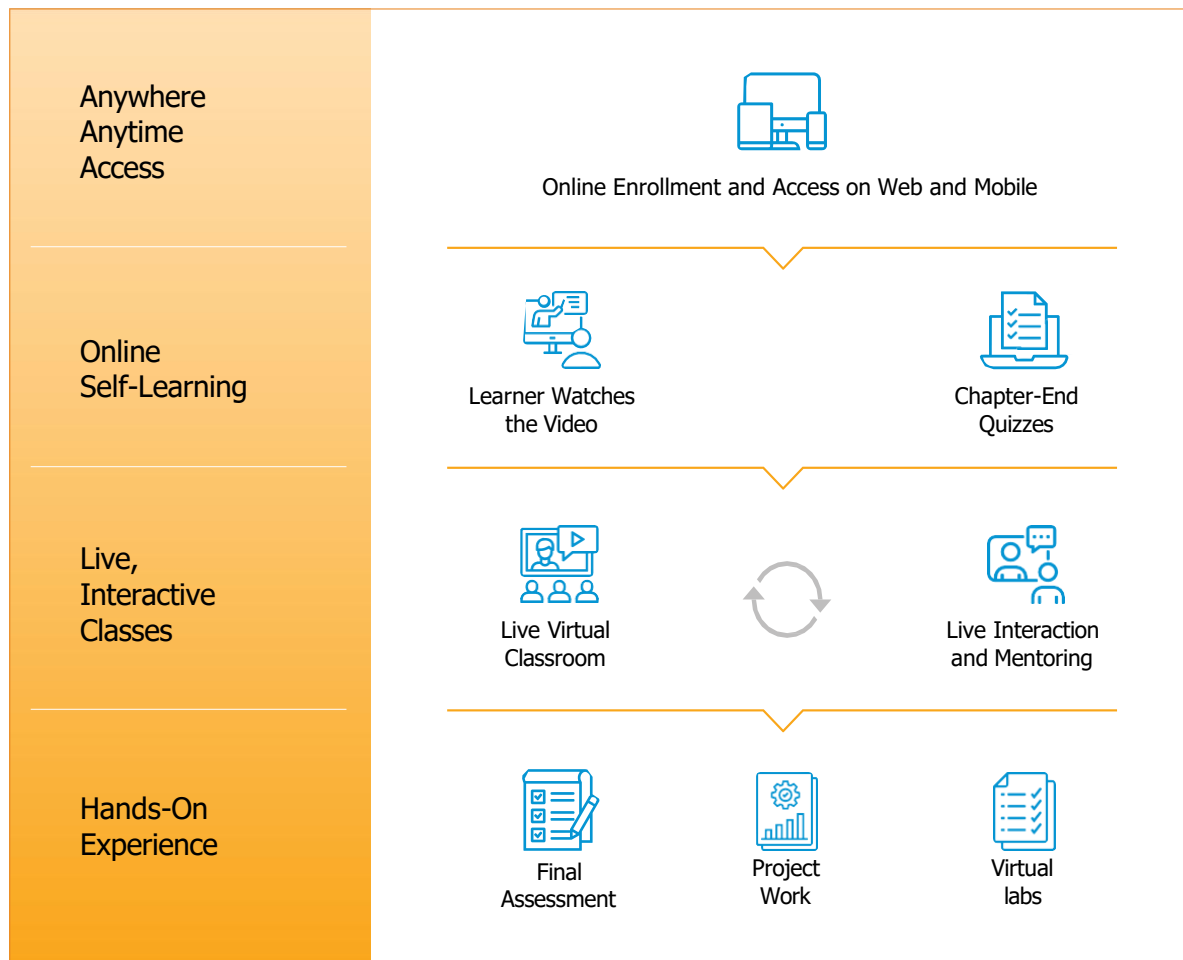 Anywhere
Anytime
Access
Online Enrollment and Access on Web and Mobile
Online
Self-Learning
Learner Watches
the Video
Chapter-End
Quizzes
Live,
Interactive
Classes
Live Virtual
Classroom
Live Interaction
and Mentoring
Hands-On
Experience
Final
Assessment
Project
Work
Virtual
labs